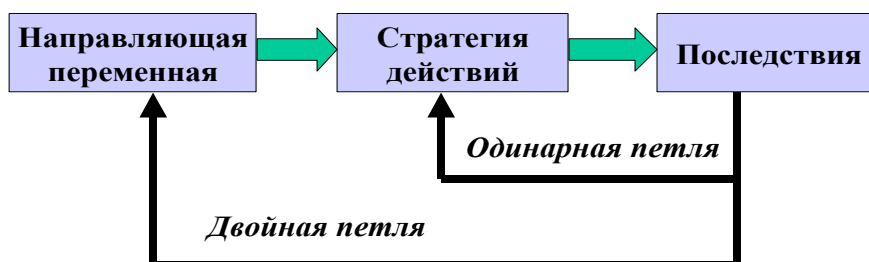 Направляющая
переменная
Стратегия
действий
Последствия
Одинарная петля
Двойная петля